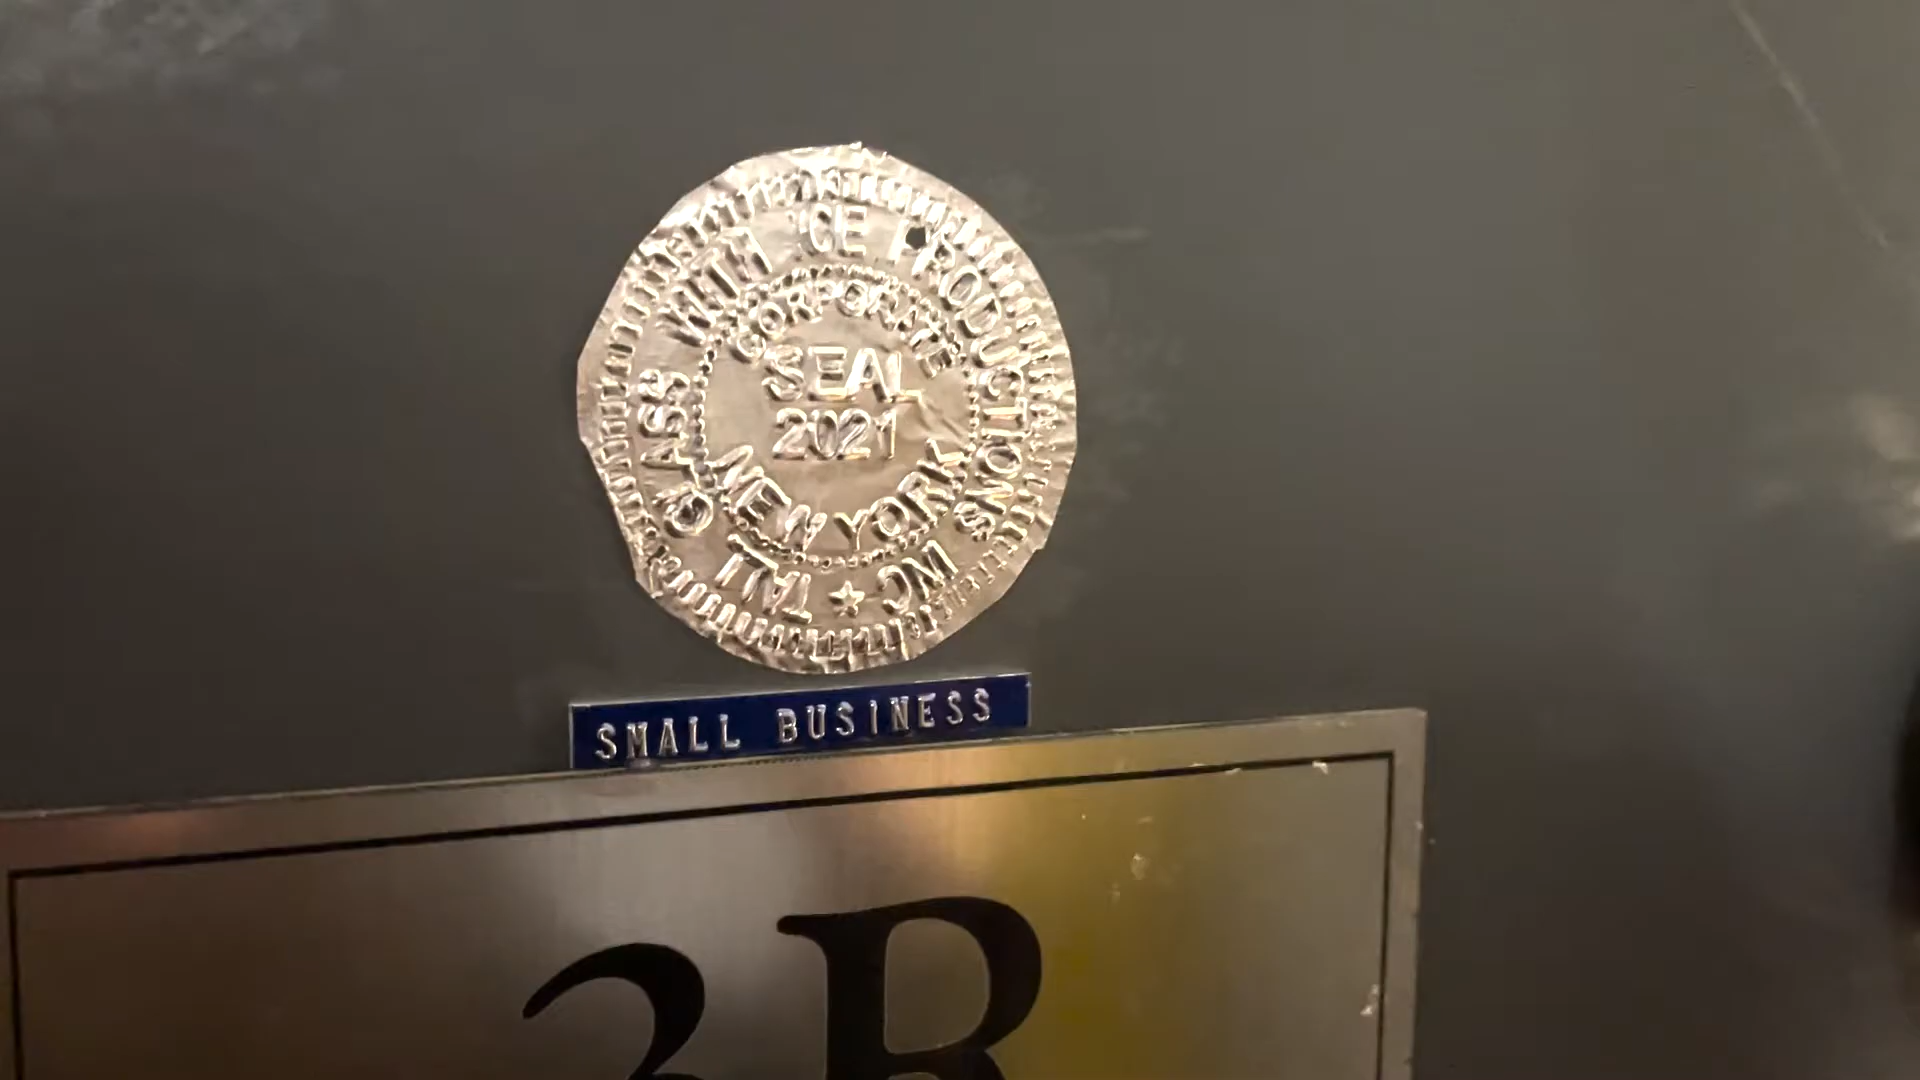 TALL GLASS WITH ICE PRODUCTIONS INC
CORPORATE
SEAL
2021
NEW YORK
SMALL BUSINESS
3B